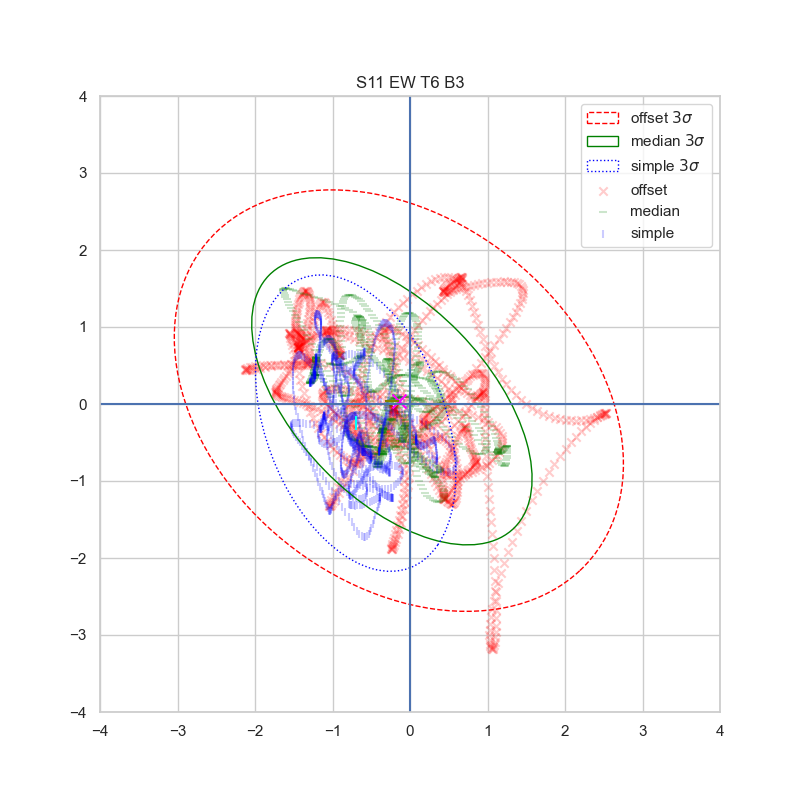 S11 EW T6 B3
offset 3σ
median 3σ
simple 3σ
offset
median
simple
4
3
2
1
0
−1
−2
−3
−4
−4 −3 −2 −1 0 1 2 3 4